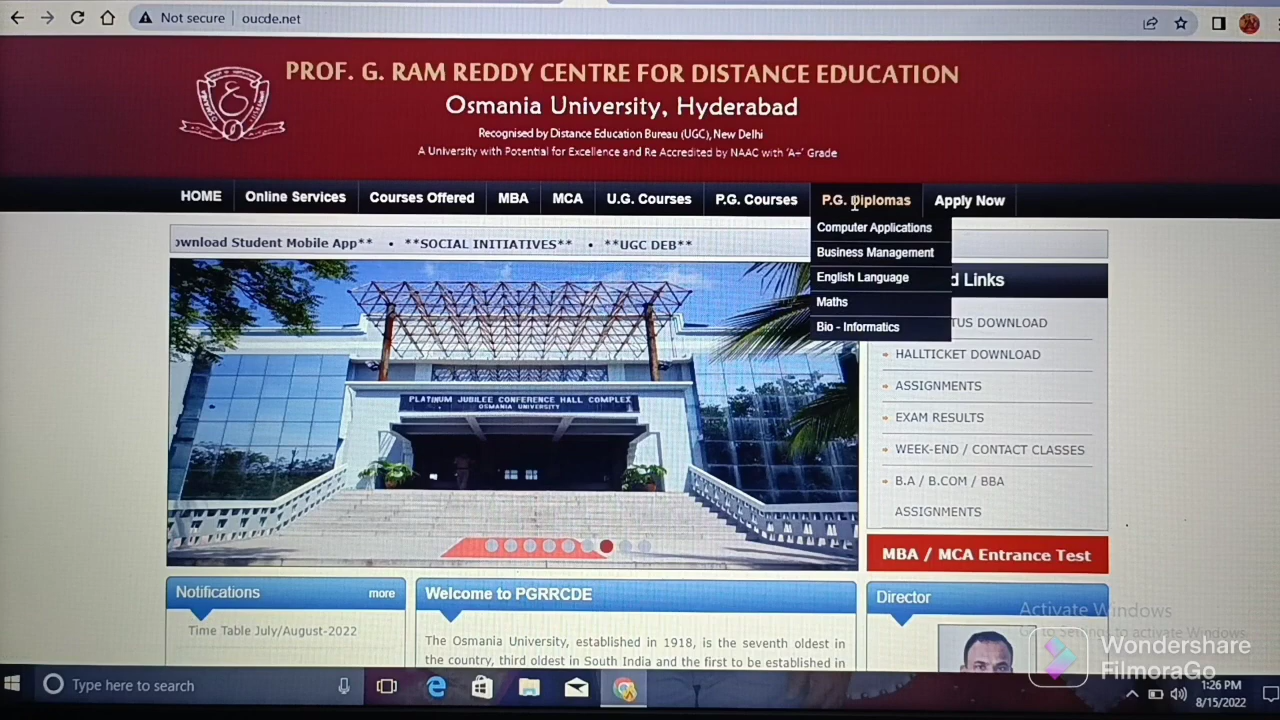 Not secure
oucde.net
PROF. G. RAM REDDY CENTRE FOR DISTANCE EDUCATION
Osmania University, Hyderabad
Recognised by Distance Education Bureau (UGC), New Delhi
A University with Potential for Excellence and Re Accredited by NAAC with 'A+' Grade
HOME
Online Services
Courses Offered
MBA
MCA
U.G. Courses
P.G. Courses
P.G. Diplomas
Apply Now
Computer Applications
Business Management
English Language
Maths
Bio - Informatics
Student Mobile App** • **SOCIAL INITIATIVES** • **UGC DEB**
Links
DOWNLOAD
HALLTICKET DOWNLOAD
ASSIGNMENTS
EXAM RESULTS
WEEK-END / CONTACT CLASSES
B.A / B.COM / BBA
ASSIGNMENTS
PLATINUM JUBILEE CONFERENCE HALL COMPLEX
OSMANIA UNIVERSITY
MBA / MCA Entrance Test
Notifications
more
Time Table July/August-2022
Welcome to PGRRCDE
The Osmania University, established in 1918, is the seventh oldest in
the country, third oldest in South India and the first to be established in
Director
Activate Windows
Go to Settings to activate Windows.
Wondershare
FilmoraGo
Type here to search
1:26 PM
8/15/2022